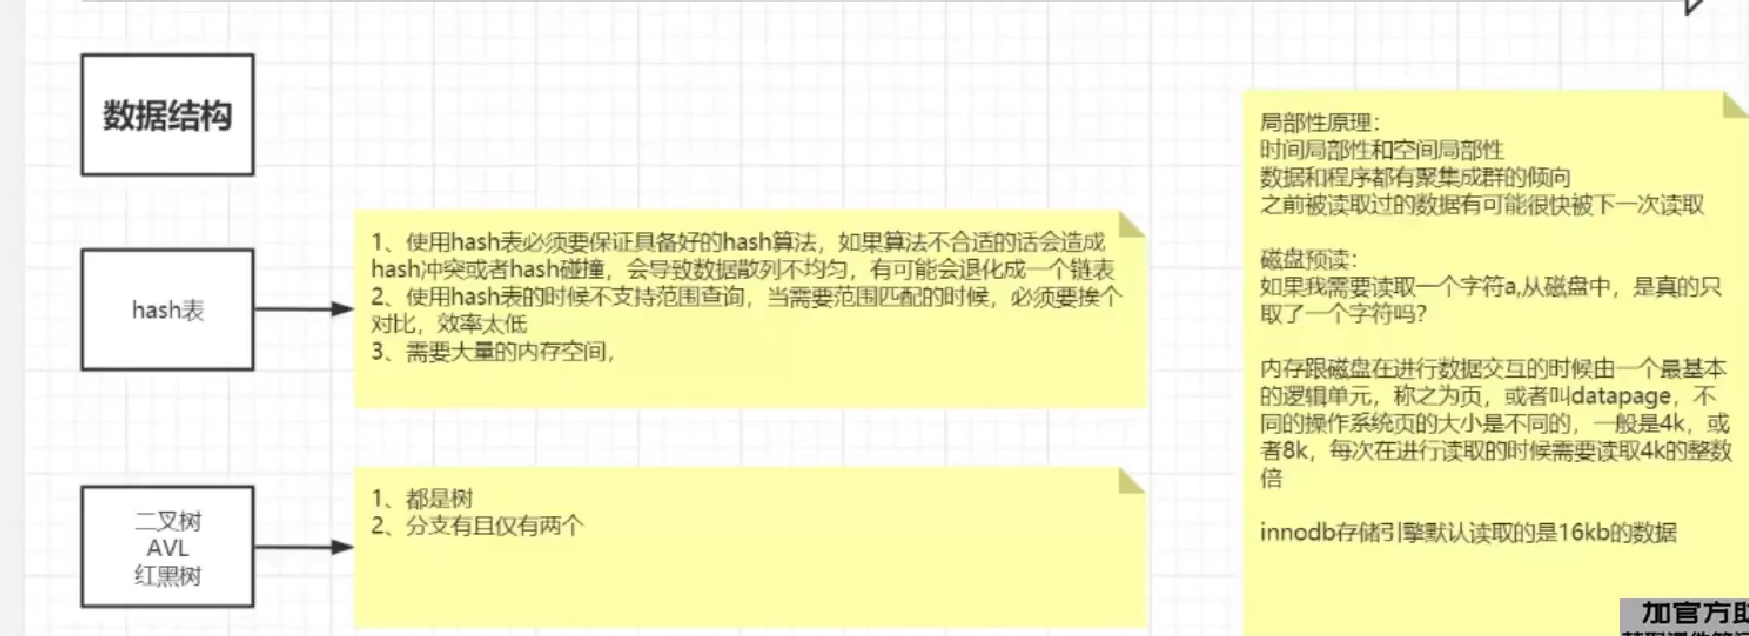 数据结构
hash表
1、使用hash表必须要保证具备好的hash算法，如果算法不合适的话会造成
hash冲突或者hash碰撞，会导致数据散列不均匀，有可能会退化成一个链表
2、使用hash表的时候不支持范围查询，当需要范围匹配的时候，必须要挨个
对比，效率太低
3、需要大量的内存空间，
二叉树
AVL
红黑树
1、都是树
2、分支有且仅有两个
局部性原理：
时间局部性和空间局部性
数据和程序都有聚集成群的倾向
之前被读取过的数据有可能很快被下一次读取
磁盘预读：
如果我需要读取一个字符a,从磁盘中，是真的只
取了一个字符吗？
内存跟磁盘在进行数据交互的时候由一个最基本
的逻辑单元，称之为页，或者叫datapage，不
同的操作系统页的大小是不同的，一般是4k，或
者8k，每次在进行读取的时候需要读取4k的整数
倍
innodb存储引擎默认读取的是16kb的数据
加官方